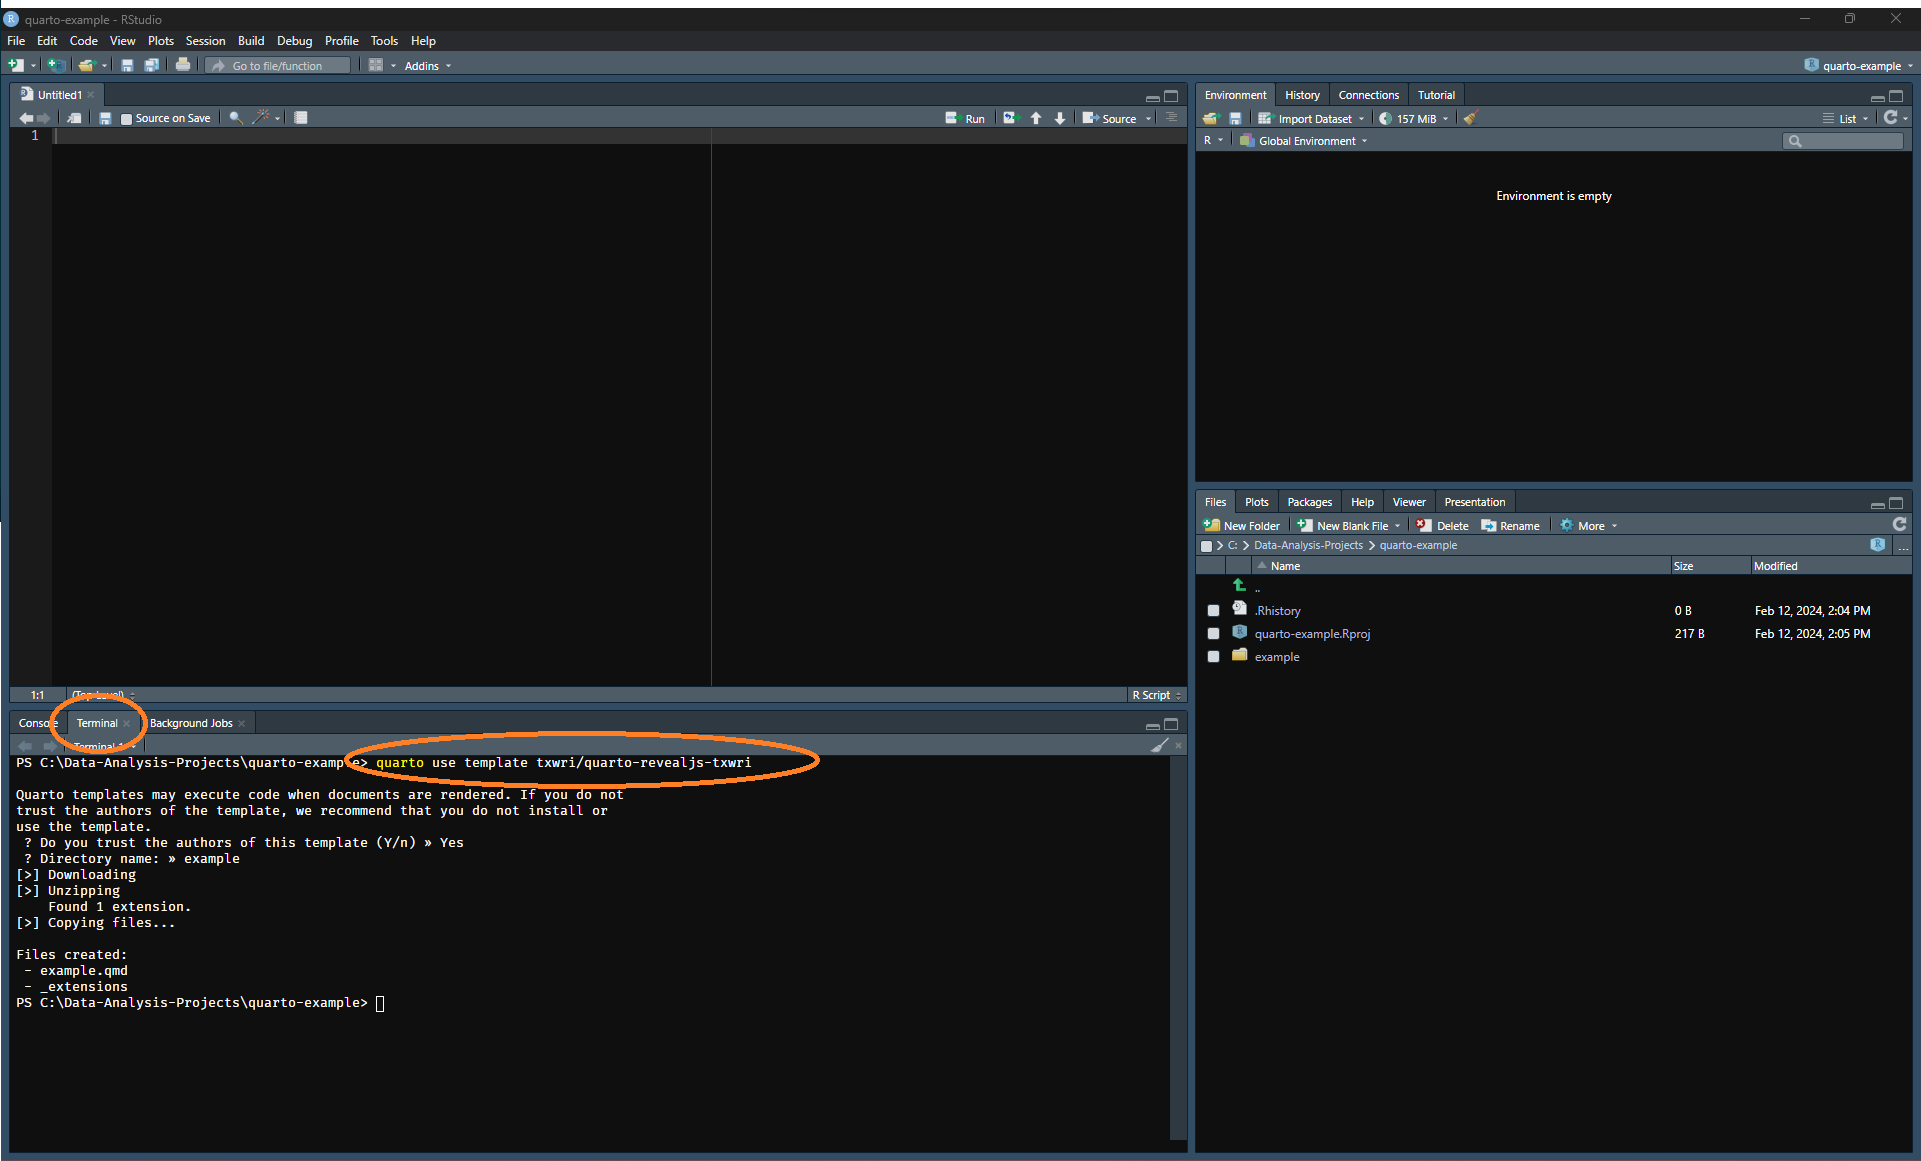 quarto-example - RStudio
File Edit Code View Plots Session Build Debug Profile Tools Help
Go to file/function Addins quarto-example
Untitled1
Source on Save Run Source
1
1:1 (Top Level) R Script
Console Terminal Background Jobs
Terminal 1
PS C:\Data-Analysis-Projects\quarto-example> quarto use template txwri/quarto-revealjs-txwri
Quarto templates may execute code when documents are rendered. If you do not
trust the authors of the template, we recommend that you do not install or
use the template.
? Do you trust the authors of this template (Y/n) » Yes
? Directory name: » example
[>] Downloading
[>] Unzipping
Found 1 extension.
[>] Copying files...
Files created:
- example.qmd
- _extensions
PS C:\Data-Analysis-Projects\quarto-example>
Environment History Connections Tutorial
Import Dataset 157 MiB List
R Global Environment
Environment is empty
Files Plots Packages Help Viewer Presentation
New Folder New Blank File Delete Rename More
C: > Data-Analysis-Projects > quarto-example ...
Name Size Modified
..
.Rhistory 0 B Feb 12, 2024, 2:04 PM
quarto-example.Rproj 217 B Feb 12, 2024, 2:05 PM
example